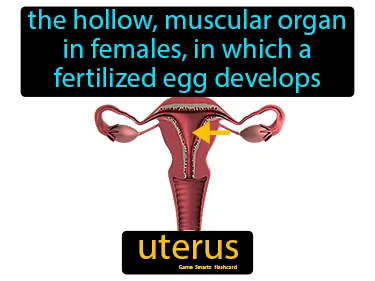 the hollow, muscular organ
in females, in which a
fertilized egg develops
uterus
Game Smartz flashcard